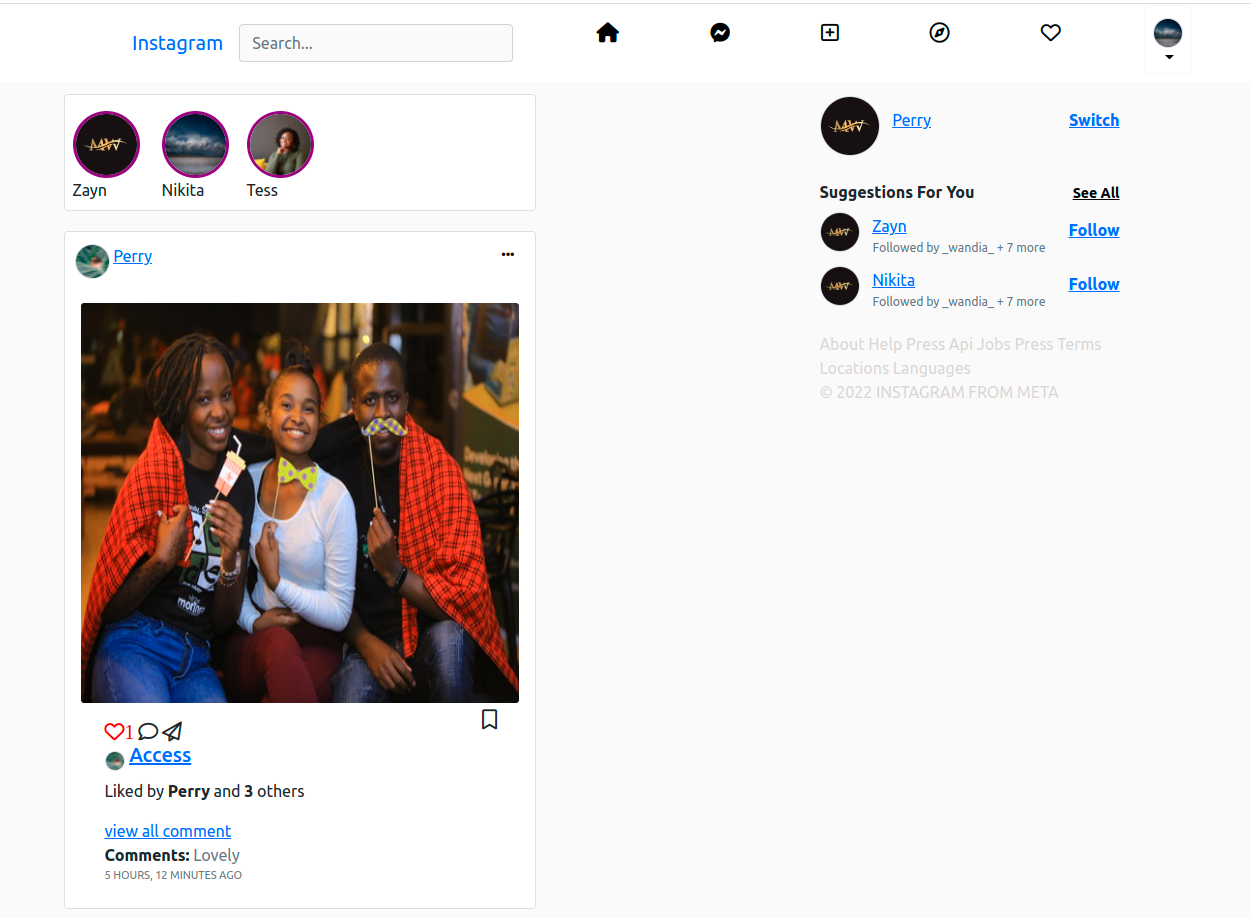 Instagram
Search...
Zayn
Nikita
Tess
Perry
1
Access
Liked by Perry and 3 others
view all comment
Comments: Lovely
5 HOURS, 12 MINUTES AGO
Perry
Switch
Suggestions For You
See All
Zayn
Follow
Followed by _wandia_ + 7 more
Nikita
Follow
Followed by _wandia_ + 7 more
About Help Press Api Jobs Press Terms
Locations Languages
© 2022 INSTAGRAM FROM META